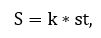 S = k * st,